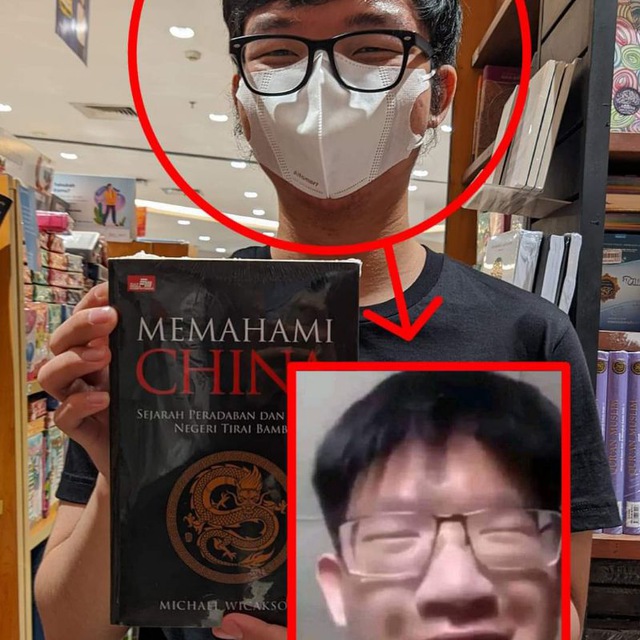 MEMAHAMI
CHIN
SEJARAH PERADABAN DAN
NEGERI TIRAI BAMB
MICHAEL WICAKSO